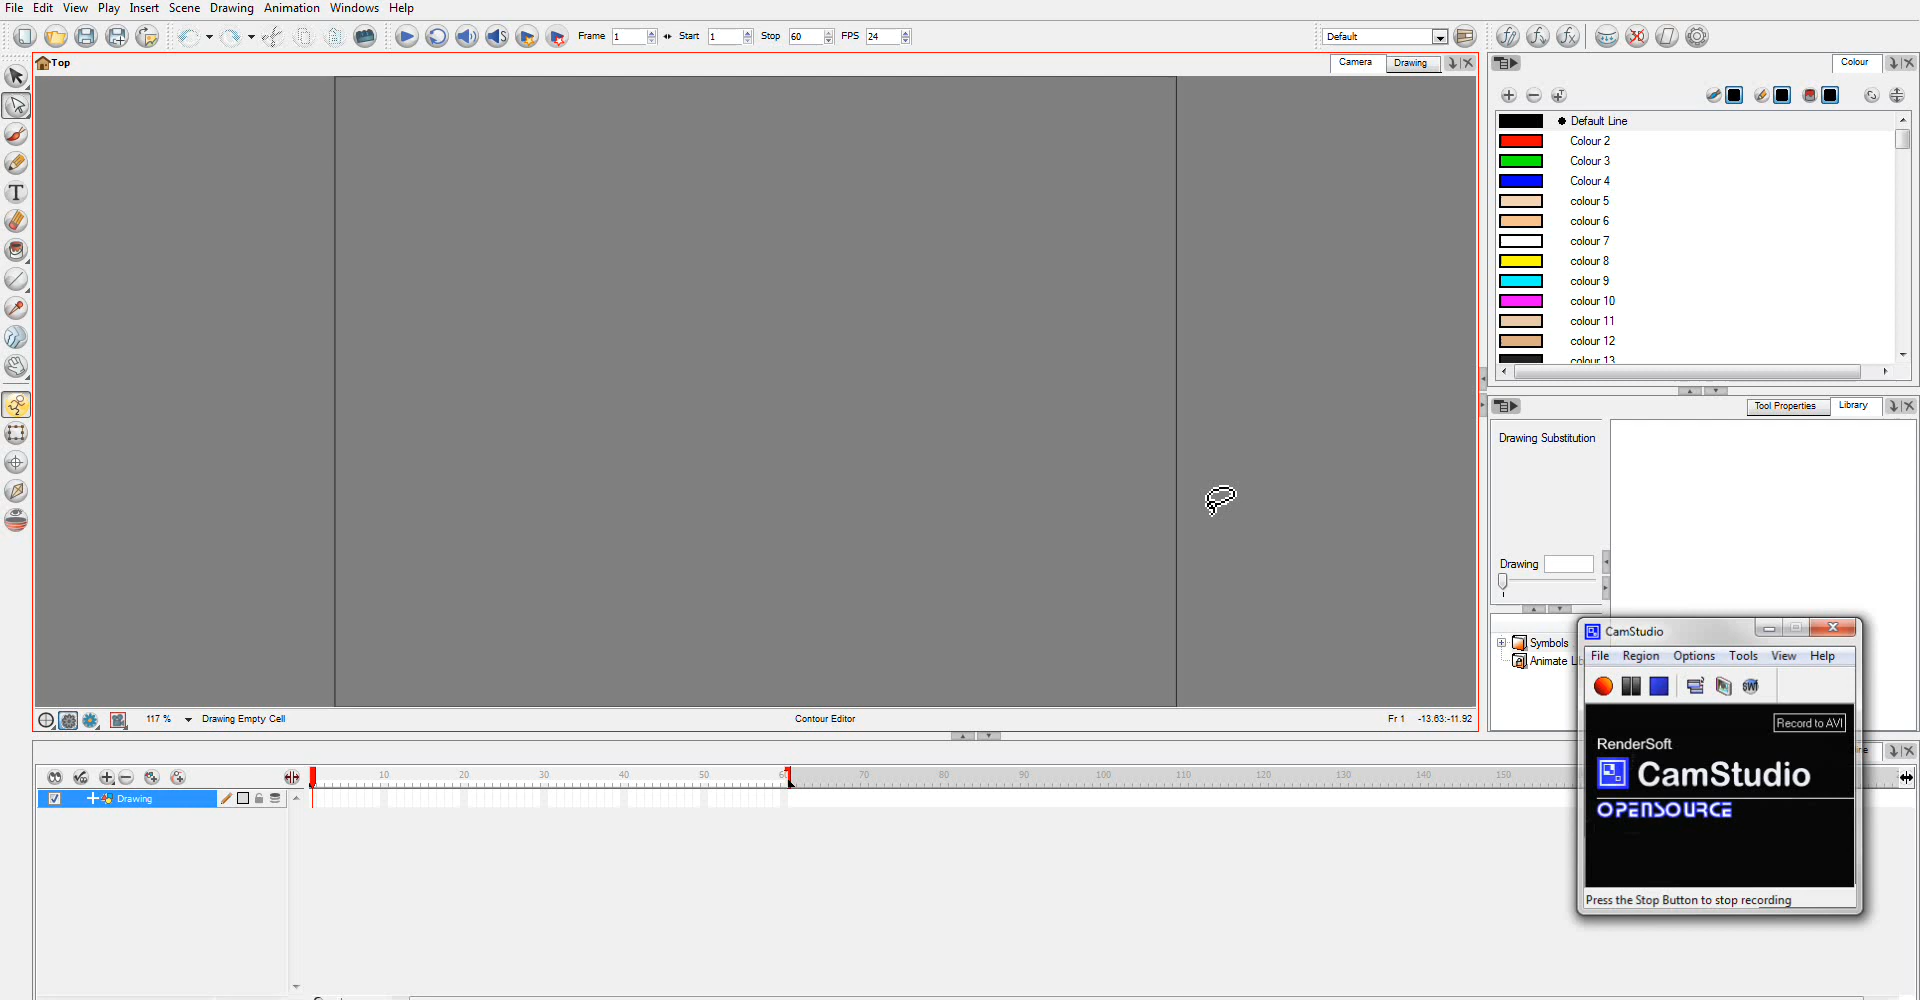 File Edit View Play Insert Scene Drawing Animation Windows Help
Frame 1 Start 1 Stop 60 FPS 24 Default
Top Camera Drawing Colour
Default Line
Colour 2
Colour 3
Colour 4
colour 5
colour 6
colour 7
colour 8
colour 9
colour 10
colour 11
colour 12
colour 13
T
Tool Properties Library
Drawing Substitution
Drawing
Symbols
Animate
117 % Drawing Empty Cell Contour Editor Fr 1 -13.63:-11.92
10 20 30 40 50 60 70 80 90 100 110 120 130 140 150
Drawing
CamStudio
File Region Options Tools View Help
Record to AVI
RenderSoft
CamStudio
OPENSOURCE
Press the Stop Button to stop recording